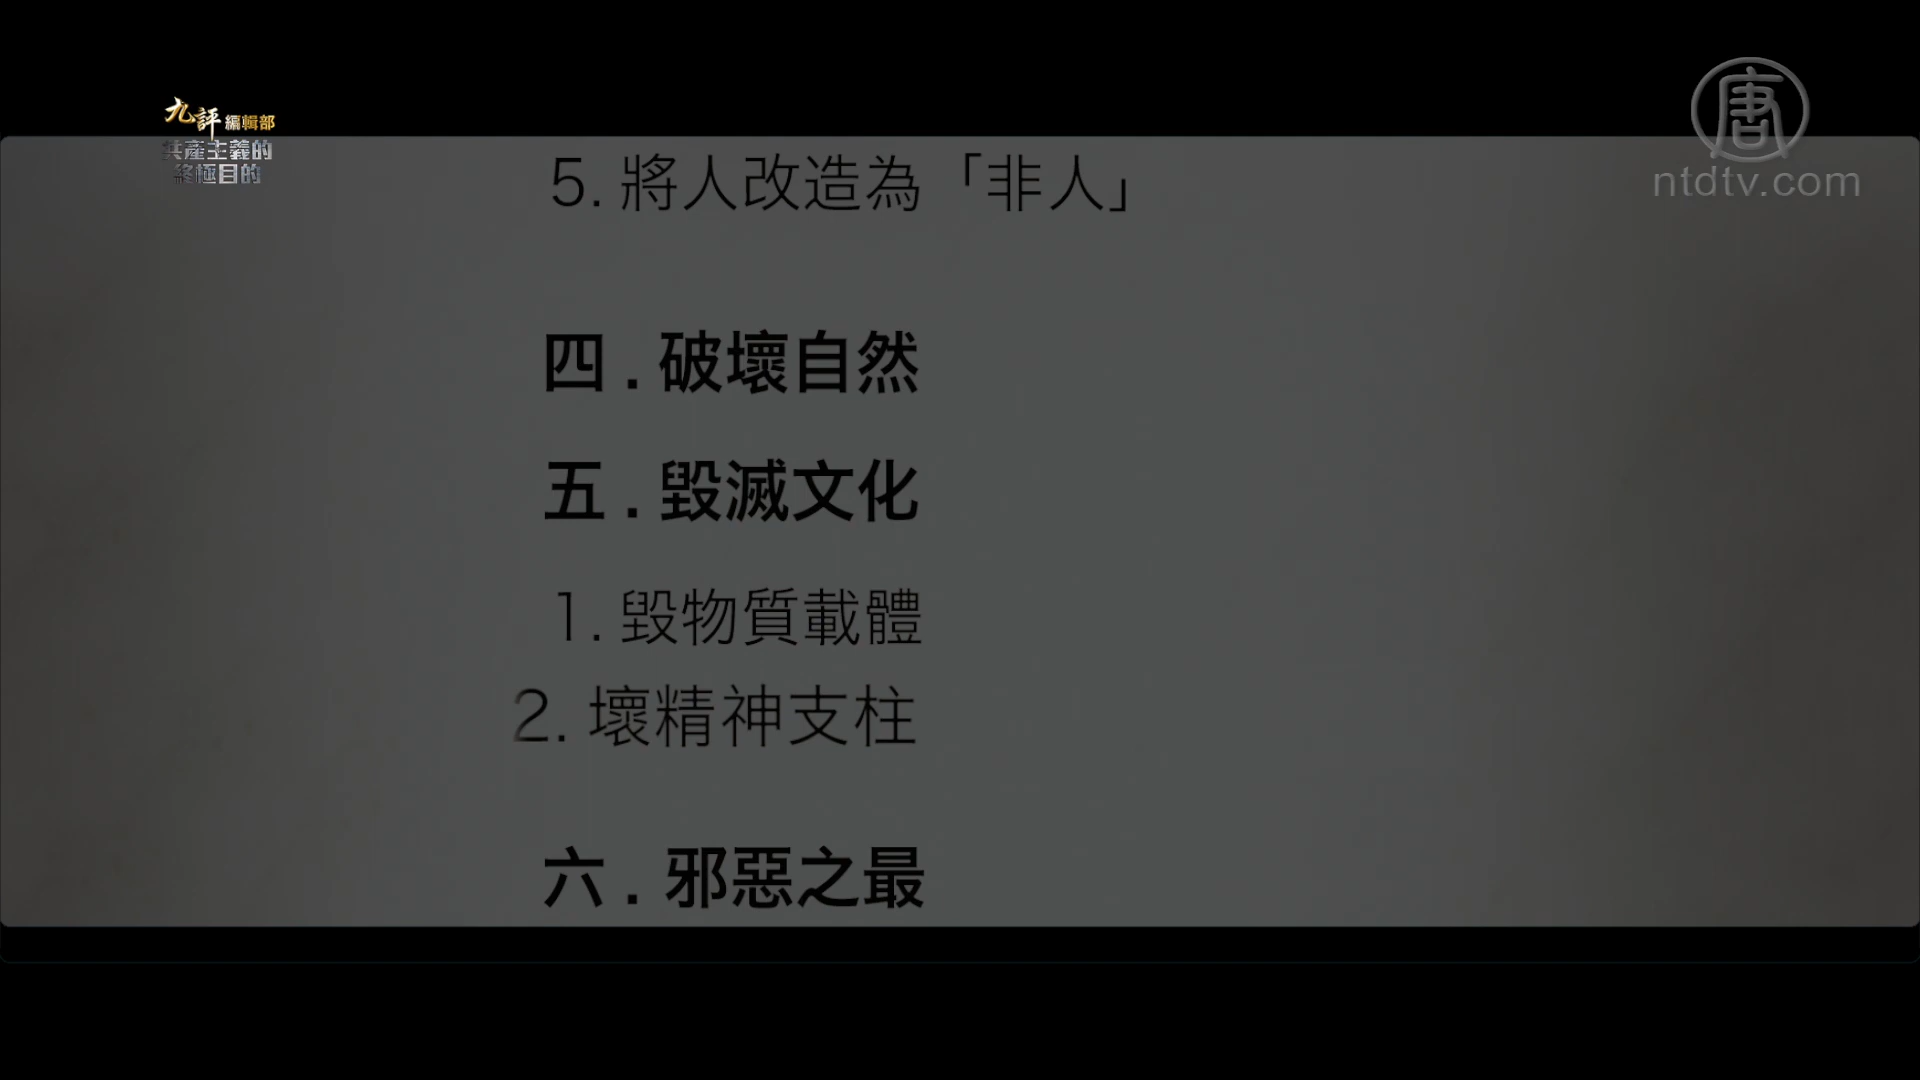 九評編輯部
共產主義的
終極目的
唐
ntdtv.com
5. 將人改造為「非人」
四 . 破壞自然
五 . 毀滅文化
1. 毀物質載體
2. 壞精神支柱
六 . 邪惡之最